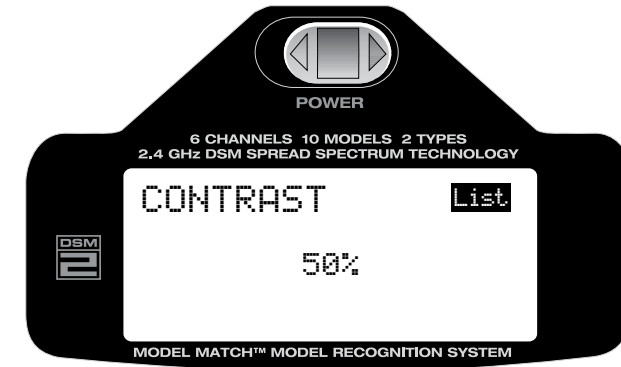 POWER
6 CHANNELS 10 MODELS 2 TYPES
2.4 GHz DSM SPREAD SPECTRUM TECHNOLOGY
CONTRAST List
DSM
2
50%
MODEL MATCH™ MODEL RECOGNITION SYSTEM